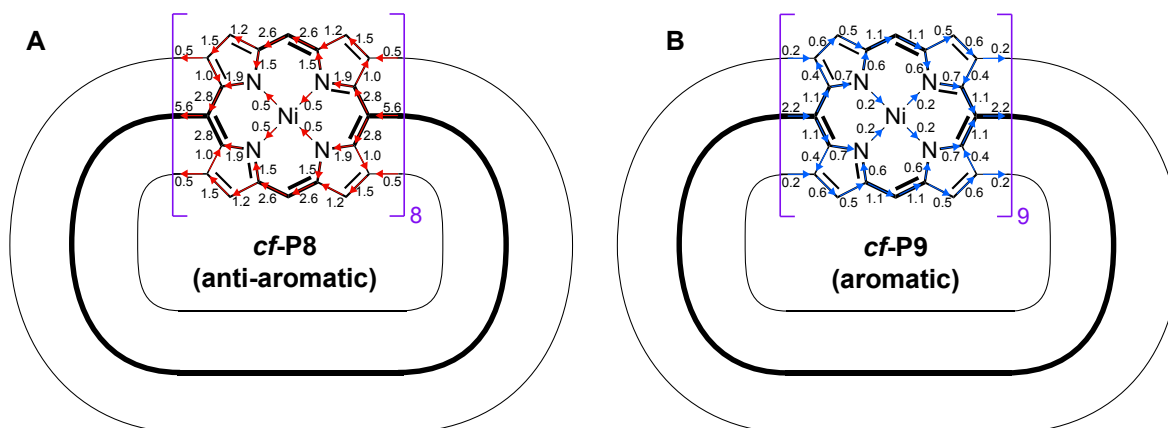 A
1.2 2.6 2.6 1.2
0.5 1.5 1.5 0.5
1.5 1.5
1.0 1.9 N N 1.9 1.0
2.8 0.5 0.5 2.8
5.6 Ni 5.6
2.8 0.5 0.5 2.8
1.0 1.9 N N 1.9 1.0
1.5 1.5
0.5 1.5 1.2 2.6 2.6 1.2 1.5 0.5
8
cf-P8
(anti-aromatic)
B
0.5 1.1 1.1 0.5
0.2 0.6 0.6 0.2
0.6 0.6
0.4 0.7 N N 0.7 0.4
1.1 0.2 0.2 1.1
2.2 Ni 2.2
1.1 0.2 0.2 1.1
0.4 0.7 N N 0.7 0.4
0.6 0.6
0.2 0.6 0.5 1.1 1.1 0.5 0.6 0.2
9
cf-P9
(aromatic)